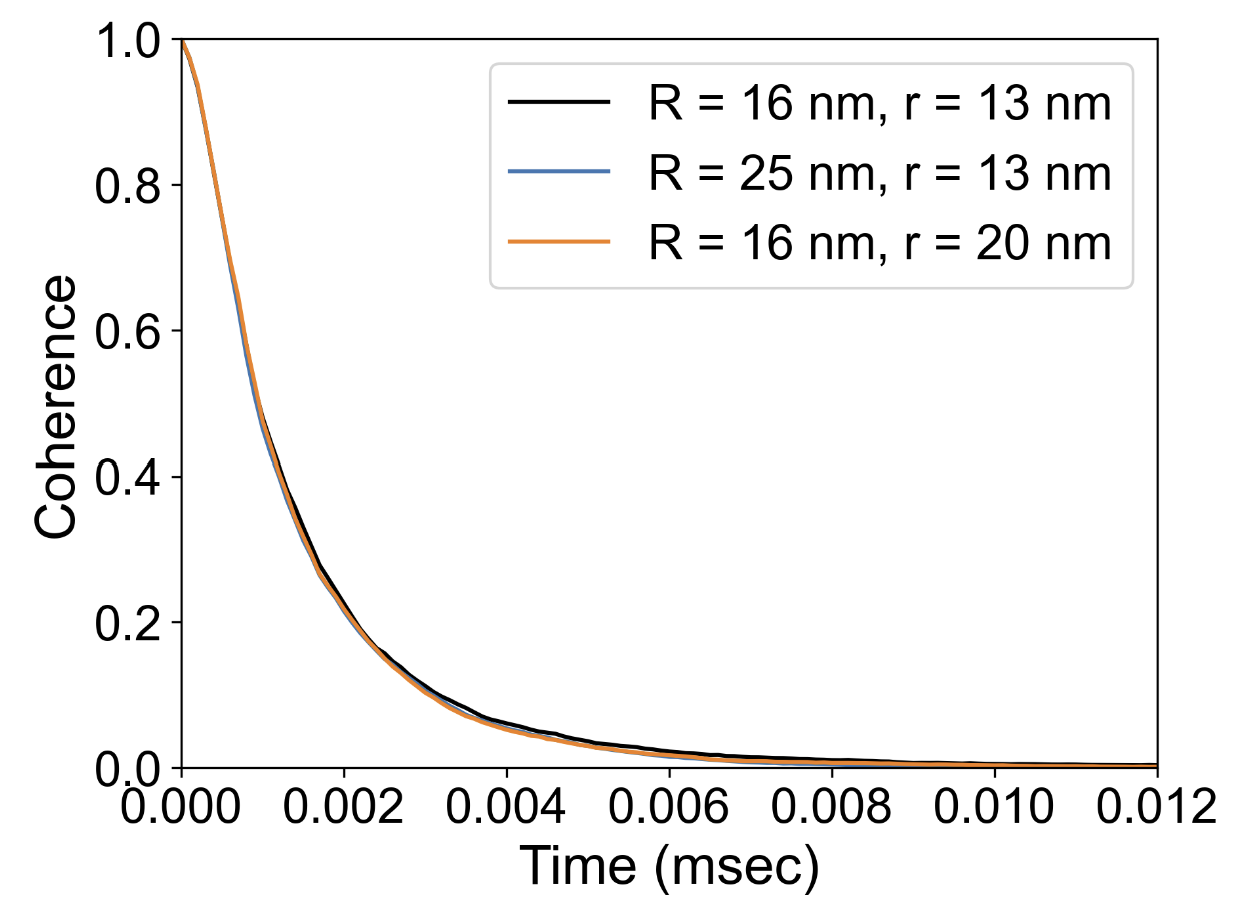 1.0
R = 16 nm, r = 13 nm
R = 25 nm, r = 13 nm
R = 16 nm, r = 20 nm
0.8
0.6
0.4
0.2
0.0
Coherence
0.000 0.002 0.004 0.006 0.008 0.010 0.012
Time (msec)